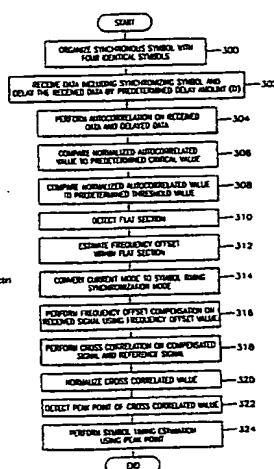 START
ORGANIZE SYNCHRONOUS SYMBOL WITH
FOUR IDENTICAL SYMBOLS
300
RECEIVE DATA INCLUDING SYNCHRONIZING SYMBOL AND
DELAY THE RECEIVED DATA BY PREDETERMINED DELAY AMOUNT (D)
302
PERFORM AUTOCORRELATION ON RECEIVED
DATA AND DELAYED DATA
304
COMPARE NORMALIZED AUTOCORRELATED
VALUE TO PREDETERMINED CRITICAL VALUE
306
COMPARE NORMALIZED AUTOCORRELATED VALUE
TO PREDETERMINED THRESHOLD VALUE
308
DETECT FLAT SECTION
310
ESTIMATE FREQUENCY OFFSET
WITHIN FLAT SECTION
312
CONVERT CURRENT MODE TO SYMBOL TIMING
SYNCHRONIZATION MODE
314
PERFORM FREQUENCY OFFSET COMPENSATION ON
RECEIVED SIGNAL USING FREQUENCY OFFSET VALUE
316
PERFORM CROSS CORRELATION ON COMPENSATED
SIGNAL AND REFERENCE SIGNAL
318
NORMALIZE CROSS CORRELATED VALUE
320
DETECT PEAK POINT OF CROSS CORRELATED VALUE
322
PERFORM SYMBOL TIMING ESTIMATION
USING PEAK POINT
324
END